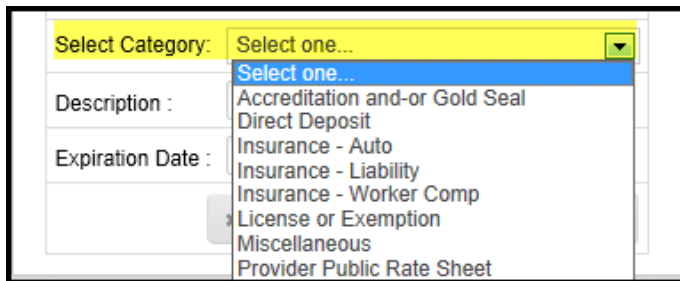 Select Category: Select one...
Select one...
Accreditation and-or Gold Seal
Direct Deposit
Description :
Insurance - Auto
Insurance - Liability
Expiration Date :
Insurance - Worker Comp
License or Exemption
Miscellaneous
Provider Public Rate Sheet